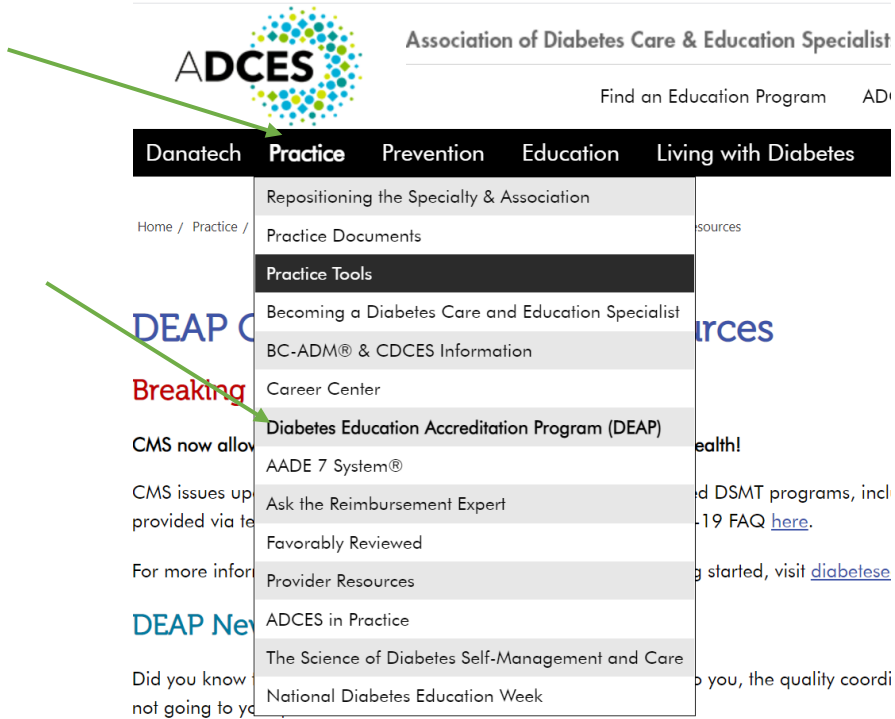 ADCES
Association of Diabetes Care & Education Specialist
Find an Education Program
Danatech Practice Prevention Education Living with Diabetes
Home / Practice /
Repositioning the Specialty & Association
Practice Documents
Practice Tools
Becoming a Diabetes Care and Education Specialist
BC-ADM® & CDCES Information
Career Center
Diabetes Education Accreditation Program (DEAP)
AADE 7 System®
Ask the Reimbursement Expert
Favorably Reviewed
Provider Resources
ADCES in Practice
The Science of Diabetes Self-Management and Care
National Diabetes Education Week
DEAP
Breaking
CMS now allow ealth!
CMS issues up d DSMT programs, incl
provided via te -19 FAQ here.
For more infor g started, visit diabetese
DEAP Nev
Did you know you, the quality coordi
not going to yo